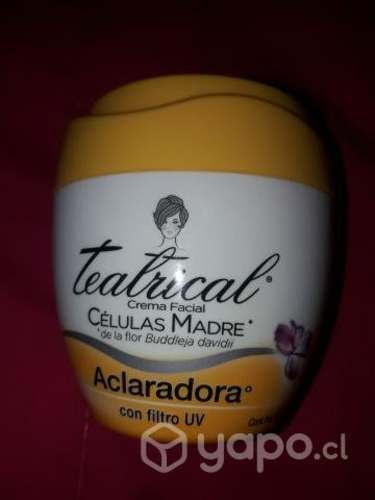 Teatrical®
Crema Facial
CÉLULAS MADRE*
*de la flor Buddleja davidii
Aclaradora°
con filtro UV
yapo.cl